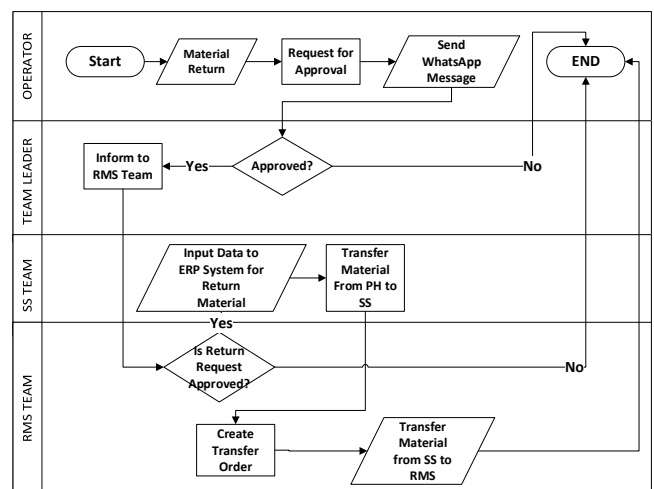 OPERATOR
Start
Material
Return
Request for
Approval
Send
WhatsApp
Message
END
TEAM LEADER
Inform to
RMS Team
Yes
Approved?
No
SS TEAM
Input Data to
ERP System for
Return
Material
Transfer
Material
From PH to
SS
RMS TEAM
Yes
Is Return
Request
Approved?
No
Create
Transfer
Order
Transfer
Material
from SS to
RMS